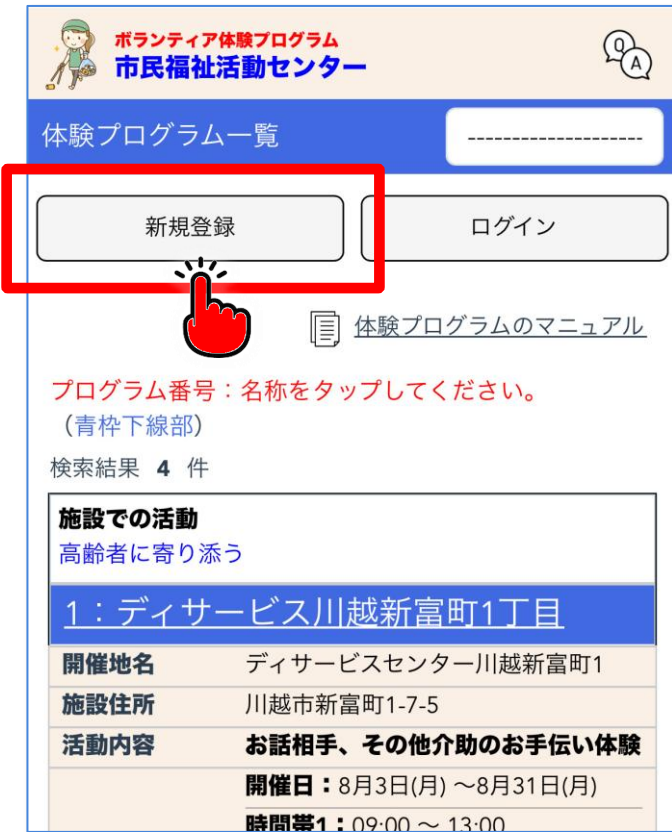 ボランティア体験プログラム
市民福祉活動センター
Q
A
体験プログラム一覧
--------------------
新規登録
ログイン
体験プログラムのマニュアル
プログラム番号：名称をタップしてください。
（青枠下線部）
検索結果 4 件
施設での活動
高齢者に寄り添う
1：ディサービス川越新富町1丁目
開催地名 ディサービスセンター川越新富町1
施設住所 川越市新富町1-7-5
活動内容 お話相手、その他介助のお手伝い体験
開催日：8月3日(月) ～8月31日(月)
時間帯1：09:00 ～ 13:00